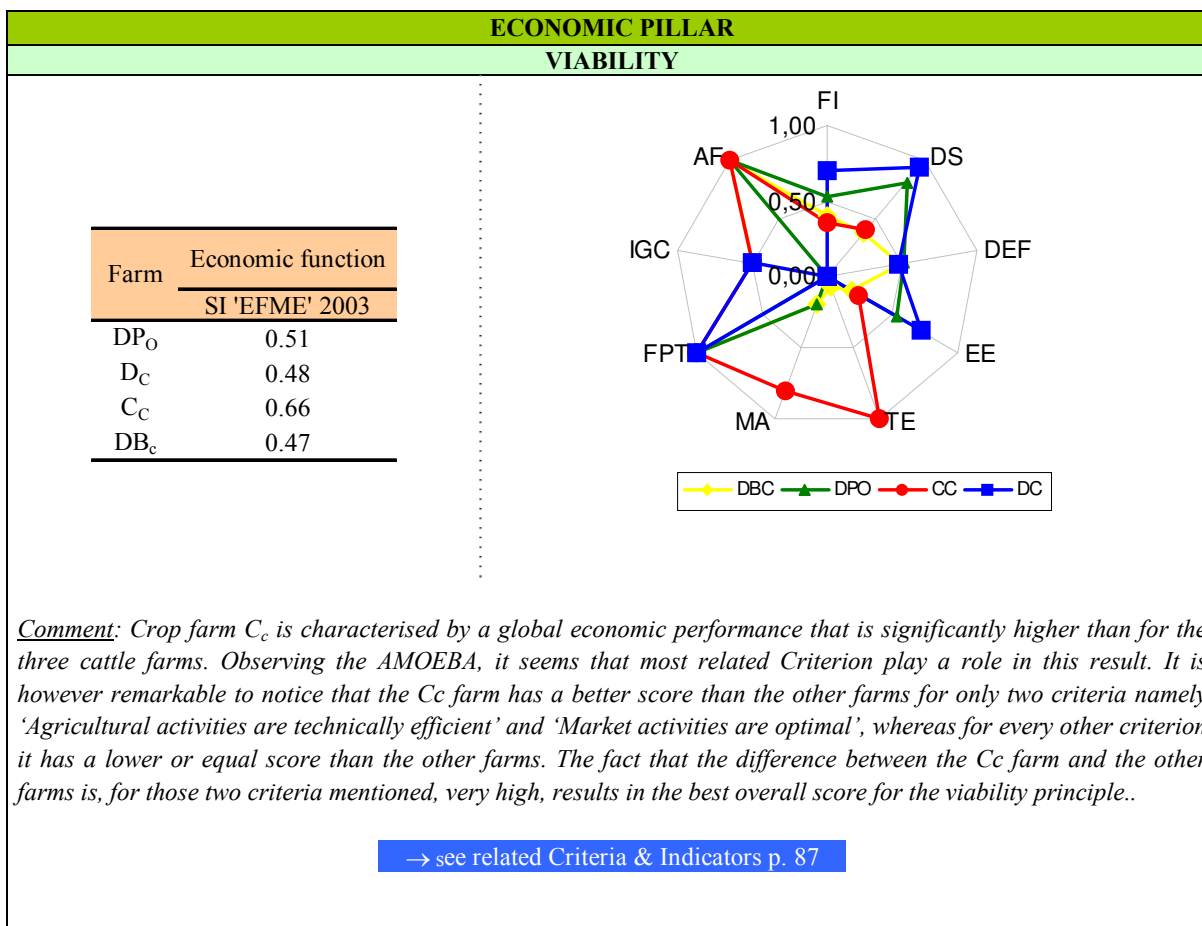 ECONOMIC PILLAR
VIABILITY
Farm
Economic function
SI 'EFME' 2003
DPO 0.51
DC 0.48
CC 0.66
DBc 0.47
FI
1,00
AF
DS
0,50
IGC
DEF
0,00
FPT
EE
MA
TE
DBC DPO CC DC
Comment: Crop farm Cc is characterised by a global economic performance that is significantly higher than for the
three cattle farms. Observing the AMOEBA, it seems that most related Criterion play a role in this result. It is
however remarkable to notice that the Cc farm has a better score than the other farms for only two criteria namely
‘Agricultural activities are technically efficient’ and ‘Market activities are optimal’, whereas for every other criterion
it has a lower or equal score than the other farms. The fact that the difference between the Cc farm and the other
farms is, for those two criteria mentioned, very high, results in the best overall score for the viability principle..
→ see related Criteria & Indicators p. 87